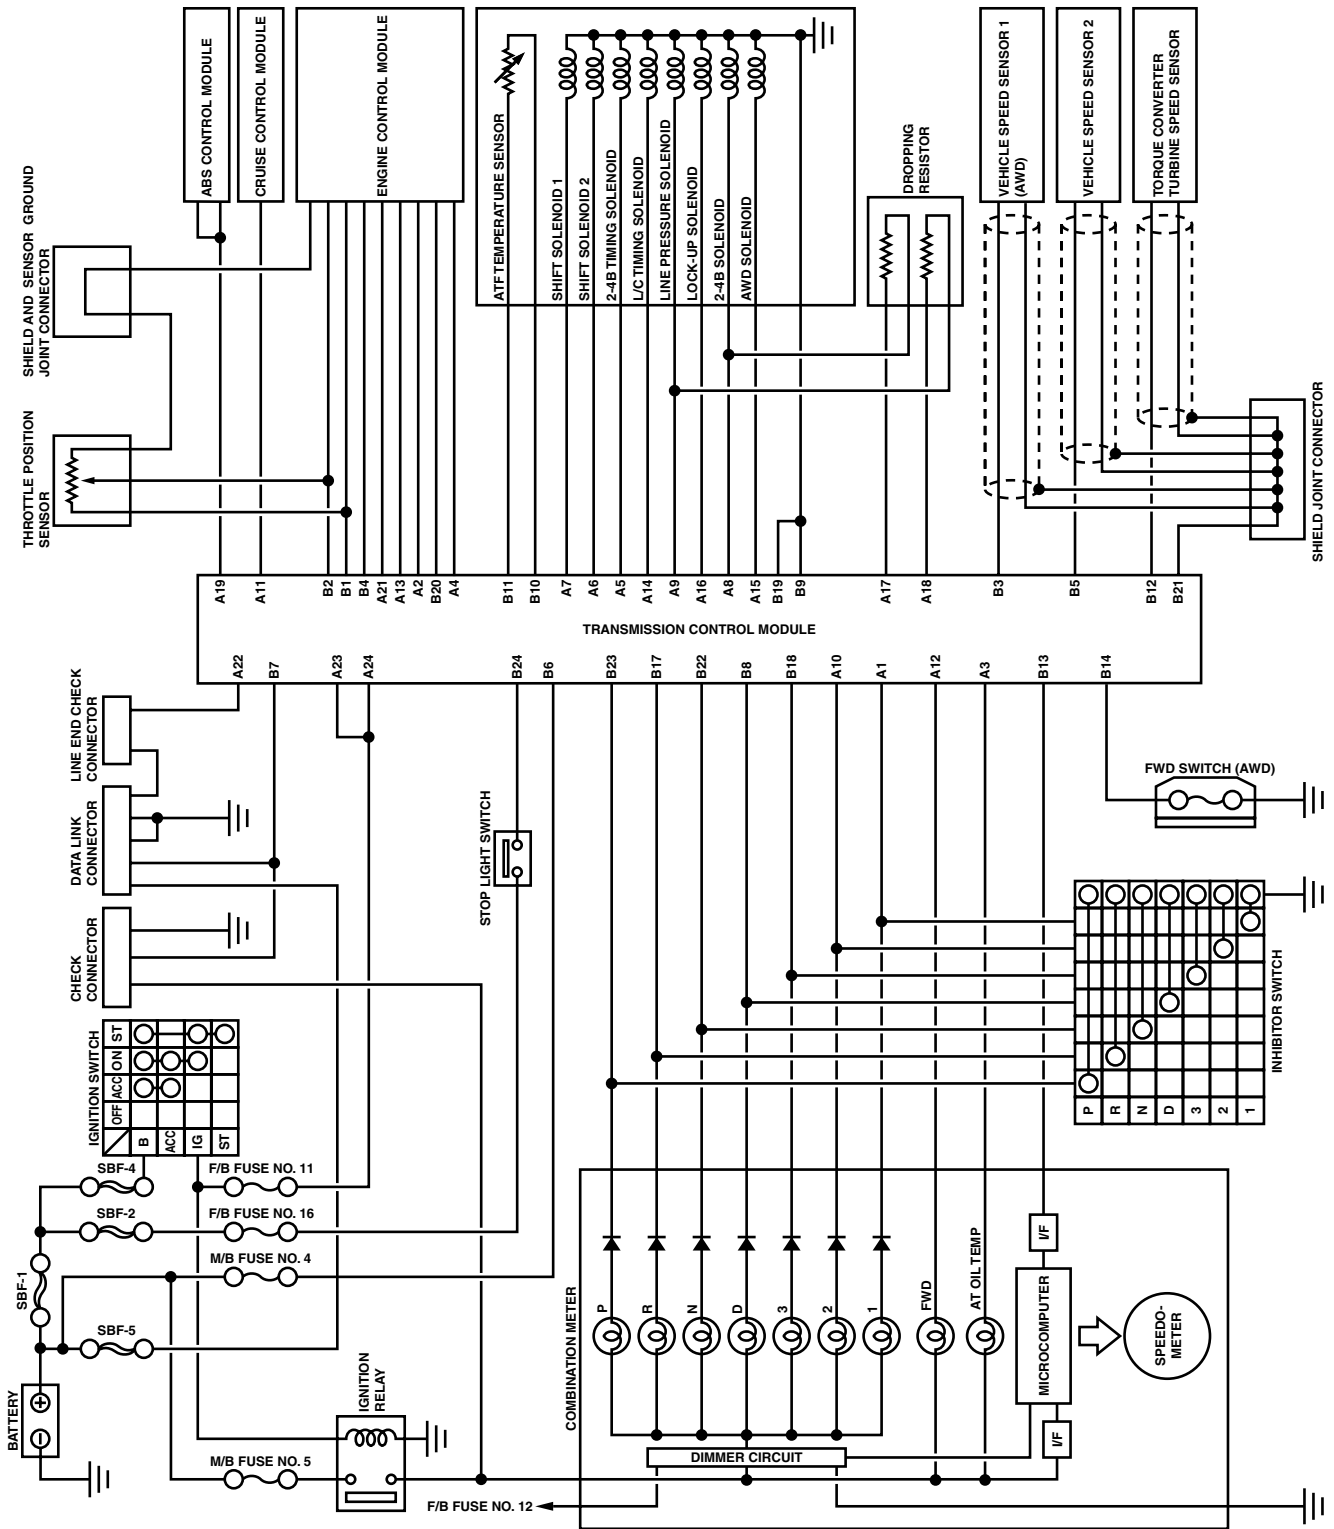 ABS CONTROL MODULE
CRUISE CONTROL MODULE
ENGINE CONTROL MODULE
ATF TEMPERATURE SENSOR
SHIFT SOLENOID 1
SHIFT SOLENOID 2
2-4B TIMING SOLENOID
L/C TIMING SOLENOID
LINE PRESSURE SOLENOID
LOCK-UP SOLENOID
2-4B SOLENOID
AWD SOLENOID
DROPPING
RESISTOR
VEHICLE SPEED SENSOR 1
(AWD)
VEHICLE SPEED SENSOR 2
TORQUE CONVERTER
TURBINE SPEED SENSOR
SHIELD AND SENSOR GROUND
JOINT CONNECTOR
THROTTLE POSITION
SENSOR
SHIELD JOINT CONNECTOR
A19
A11
B2
B1
B4
A21
A13
A2
B20
A4
B11
B10
A7
A6
A5
A14
A9
A16
A8
A15
B19
B9
A17
A18
B3
B5
B12
B21
TRANSMISSION CONTROL MODULE
A22
B7
A23
A24
B24
B6
B23
B17
B22
B8
B18
A10
A1
A12
A3
B13
B14
LINE END CHECK
CONNECTOR
DATA LINK
CONNECTOR
CHECK
CONNECTOR
STOP LIGHT SWITCH
FWD SWITCH (AWD)
INHIBITOR SWITCH
P
R
N
D
3
2
1
IGNITION SWITCH
OFF
ACC
ON
ST
B
ACC
IG
ST
SBF-4
F/B FUSE NO. 11
SBF-2
F/B FUSE NO. 16
M/B FUSE NO. 4
SBF-1
SBF-5
BATTERY
IGNITION
RELAY
M/B FUSE NO. 5
F/B FUSE NO. 12
COMBINATION METER
P
R
N
D
3
2
1
FWD
AT OIL TEMP
I/F
MICROCOMPUTER
SPEEDO-
METER
I/F
DIMMER CIRCUIT